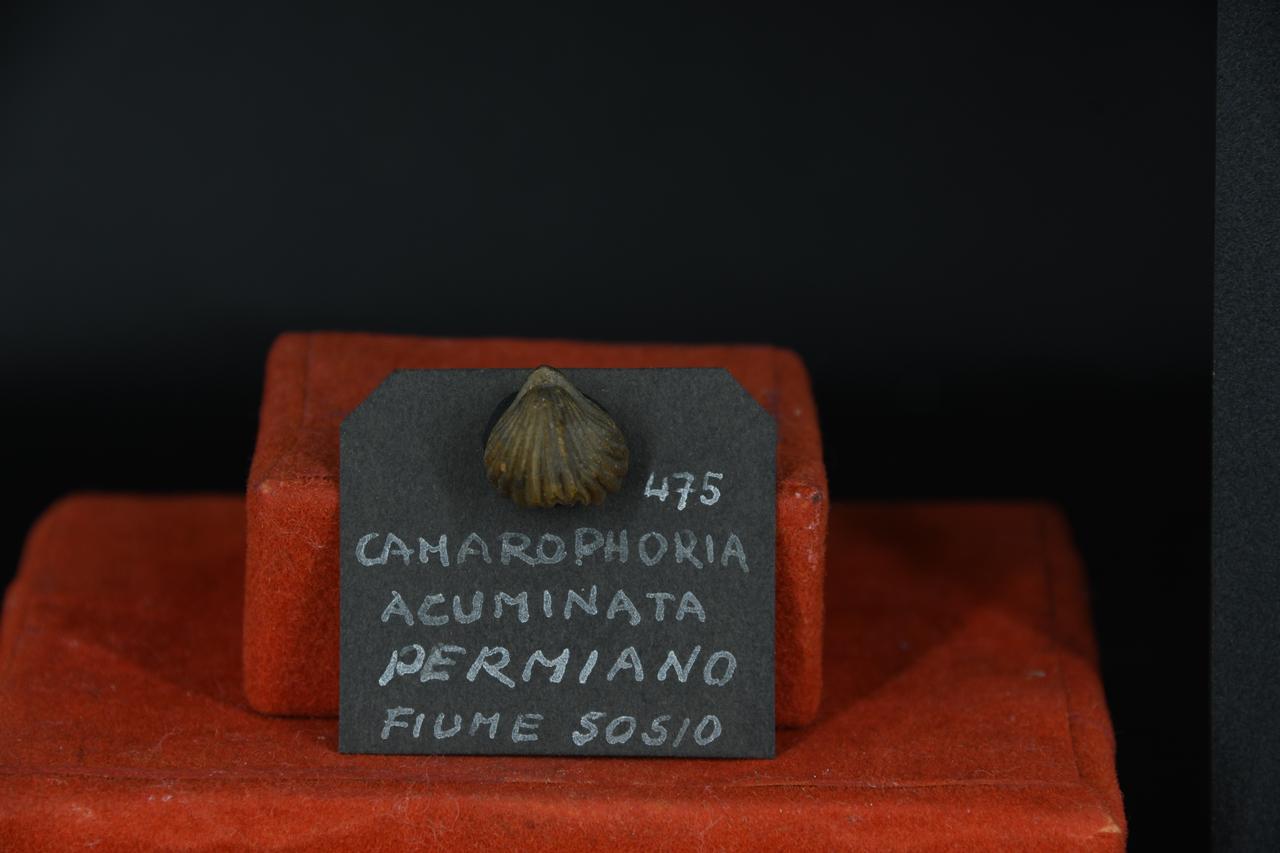 475
CAMAROPHORIA
ACUMINATA
PERMIANO
FIUME SOSIO